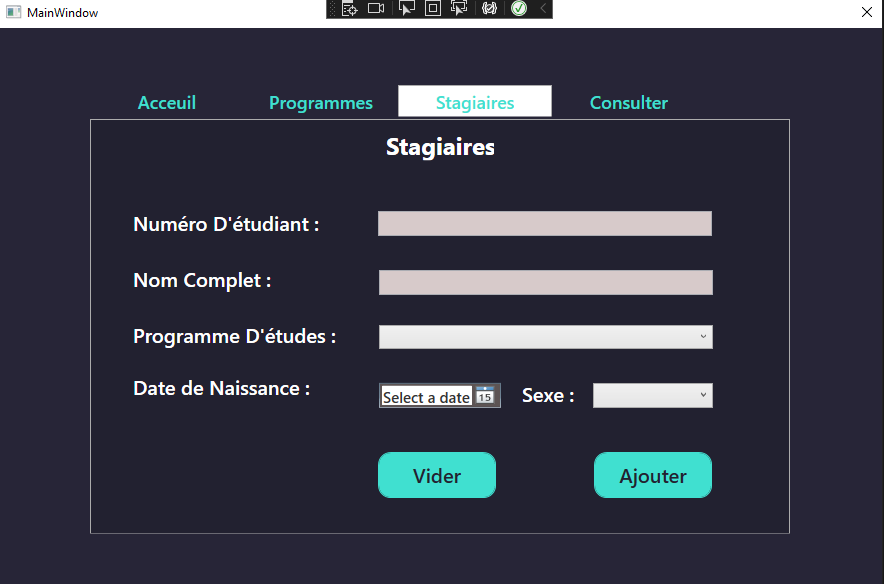 MainWindow
Acceuil Programmes Stagiaires Consulter
Stagiaires
Numéro D'étudiant :
Nom Complet :
Programme D'études :
Date de Naissance : Select a date 15 Sexe :
Vider Ajouter